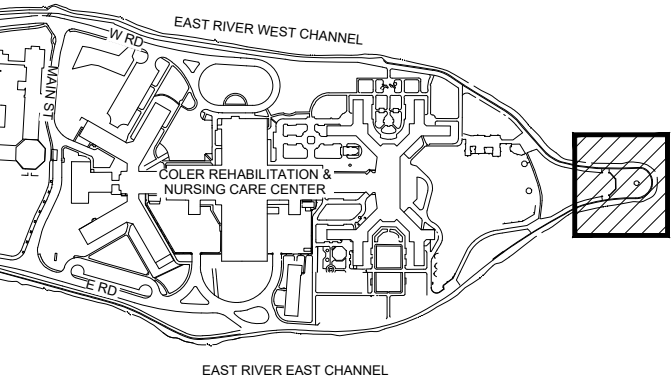 EAST RIVER WEST CHANNEL
W RD
MAIN ST
COLER REHABILITATION &
NURSING CARE CENTER
E RD
EAST RIVER EAST CHANNEL